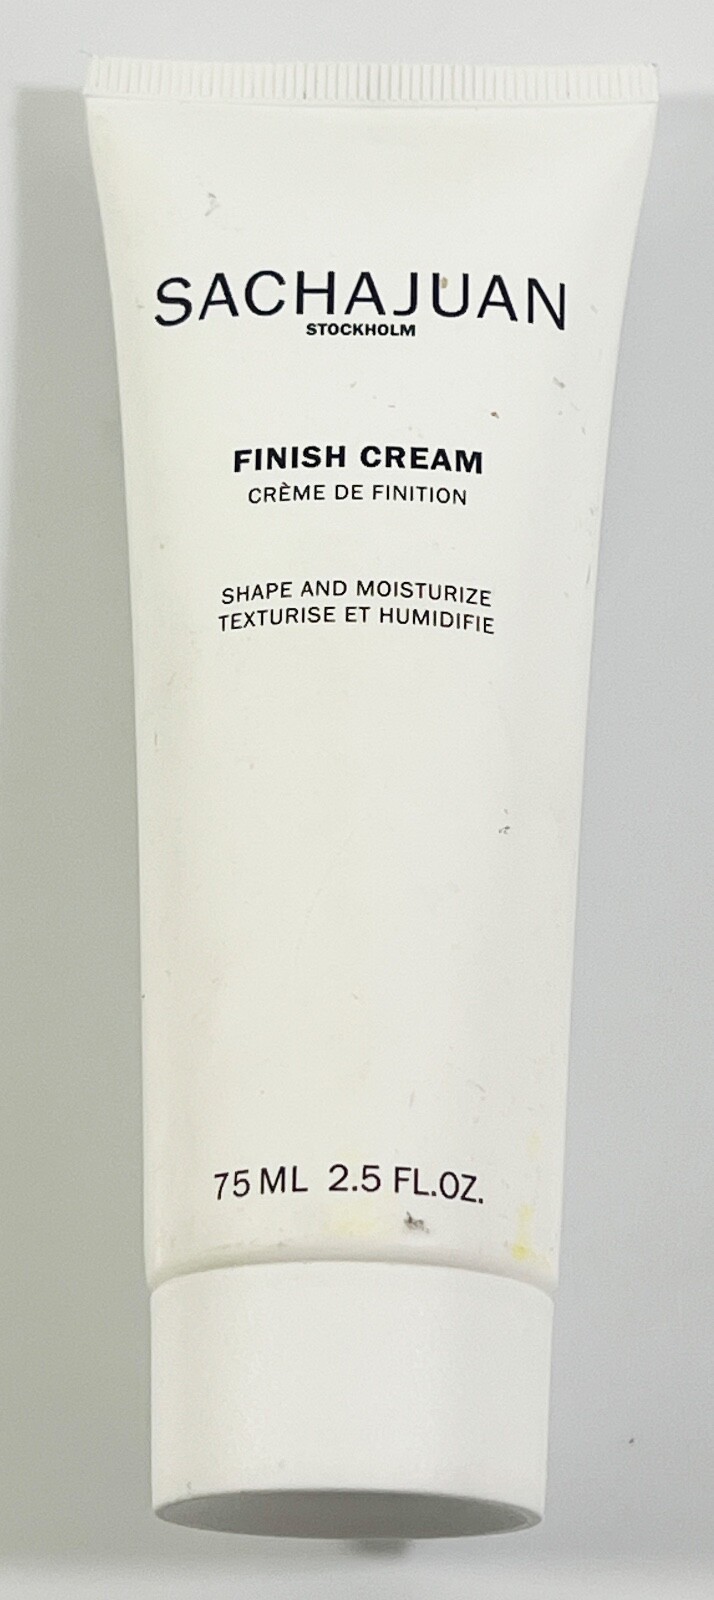 SACHAJUAN
STOCKHOLM
FINISH CREAM
CRÈME DE FINITION
SHAPE AND MOISTURIZE
TEXTURISE ET HUMIDIFIE
75 ML 2.5 FL.OZ.